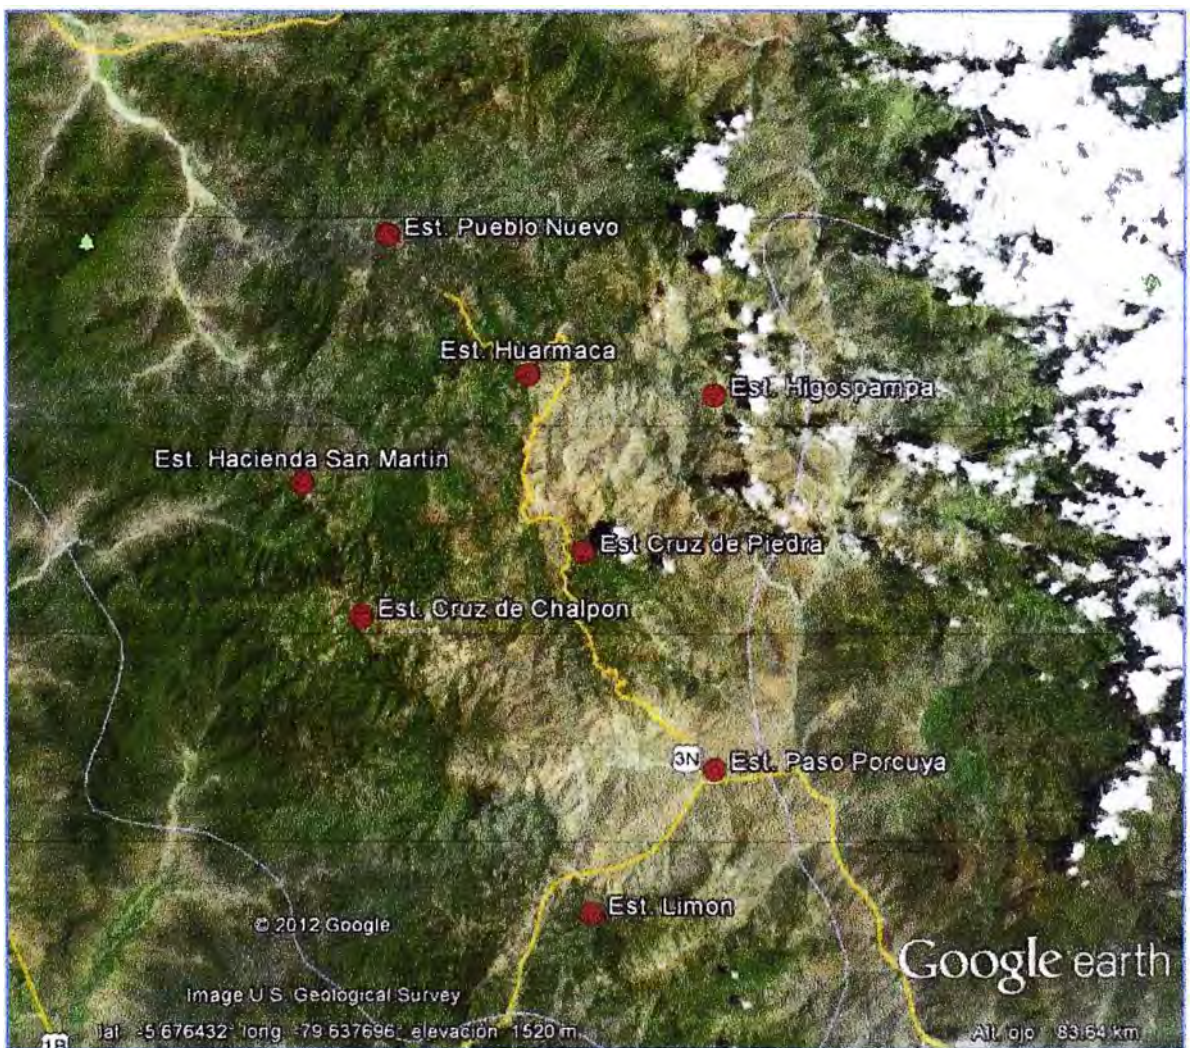 Est. Pueblo Nuevo
Est. Huarmaca
Est. Higospampa
Est. Hacienda San Martin
Est Cruz de Piedra
Est. Cruz de Chalpon
3N
Est. Paso Porcuya
Est. Limon
© 2012 Google
Google earth
Image U.S. Geological Survey
lat -5.676432° long -79.637696° elevación 1520 m
Alt. ojo 83.64 km
1B